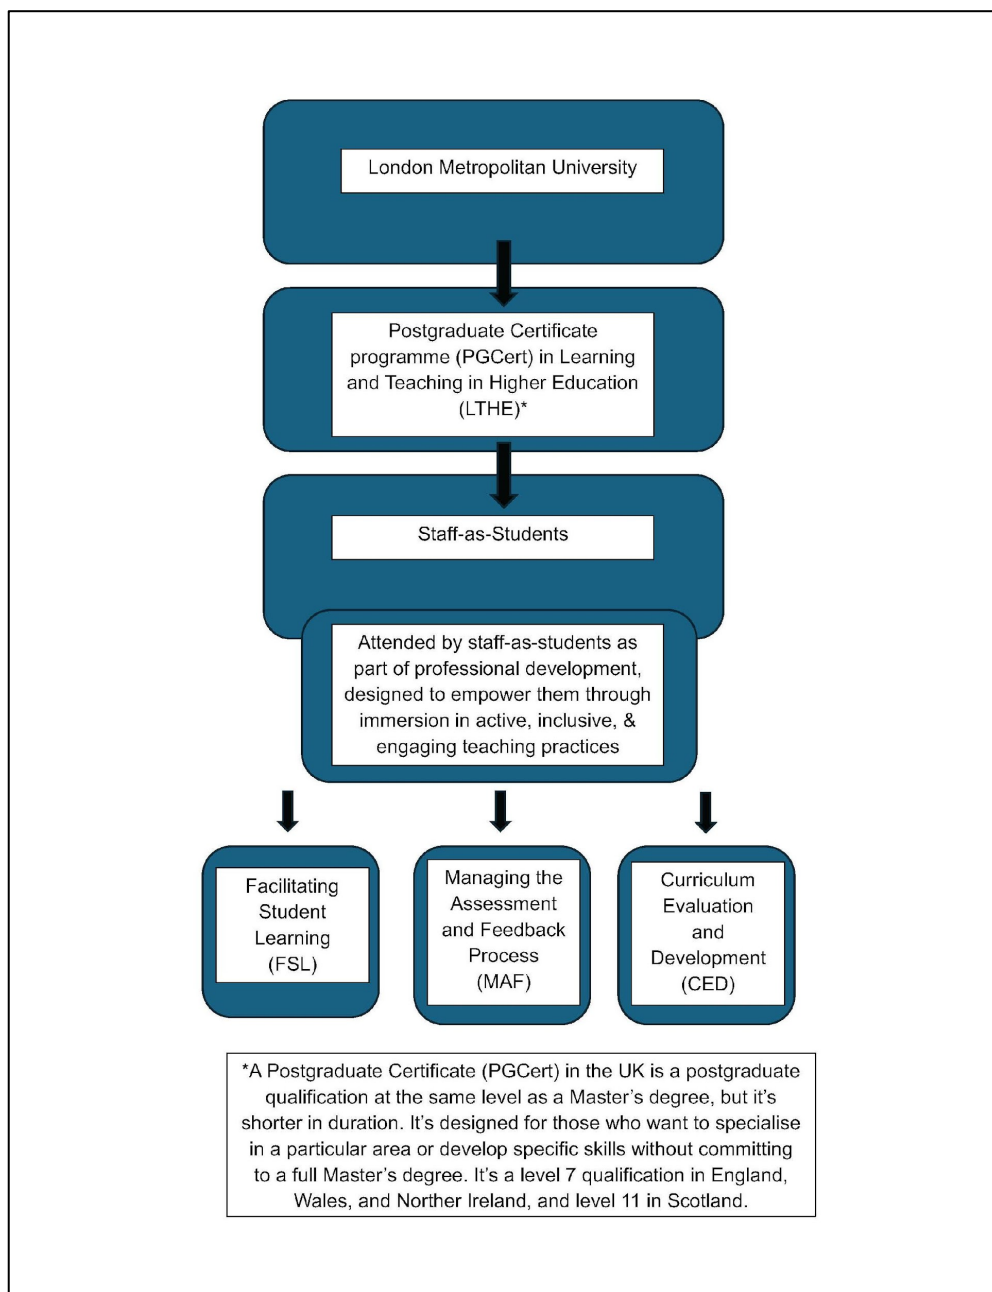 London Metropolitan University
Postgraduate Certificate
programme (PGCert) in Learning
and Teaching in Higher Education
(LTHE)*
Staff-as-Students
Attended by staff-as-students as
part of professional development,
designed to empower them through
immersion in active, inclusive, &
engaging teaching practices
Facilitating
Student
Learning
(FSL)
Managing the
Assessment
and Feedback
Process
(MAF)
Curriculum
Evaluation
and
Development
(CED)
*A Postgraduate Certificate (PGCert) in the UK is a postgraduate
qualification at the same level as a Master’s degree, but it’s
shorter in duration. It’s designed for those who want to specialise
in a particular area or develop specific skills without committing
to a full Master’s degree. It’s a level 7 qualification in England,
Wales, and Norther Ireland, and level 11 in Scotland.